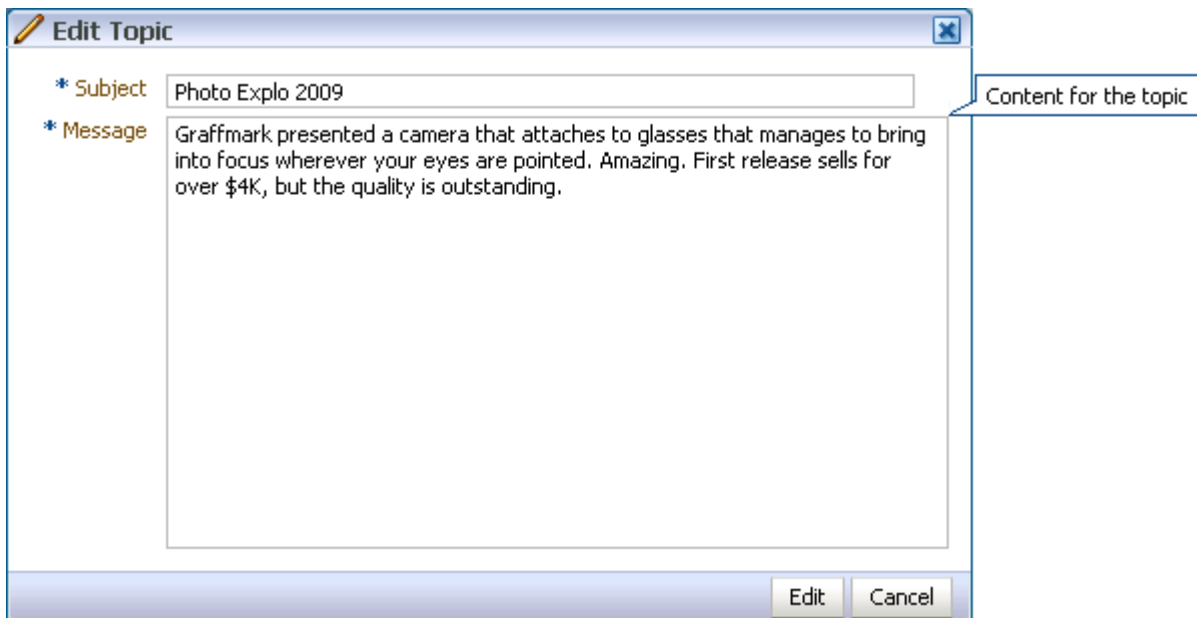 Edit Topic
* Subject
Photo Explo 2009
Content for the topic
* Message
Graffmark presented a camera that attaches to glasses that manages to bring
into focus wherever your eyes are pointed. Amazing. First release sells for
over $4K, but the quality is outstanding.
Edit
Cancel